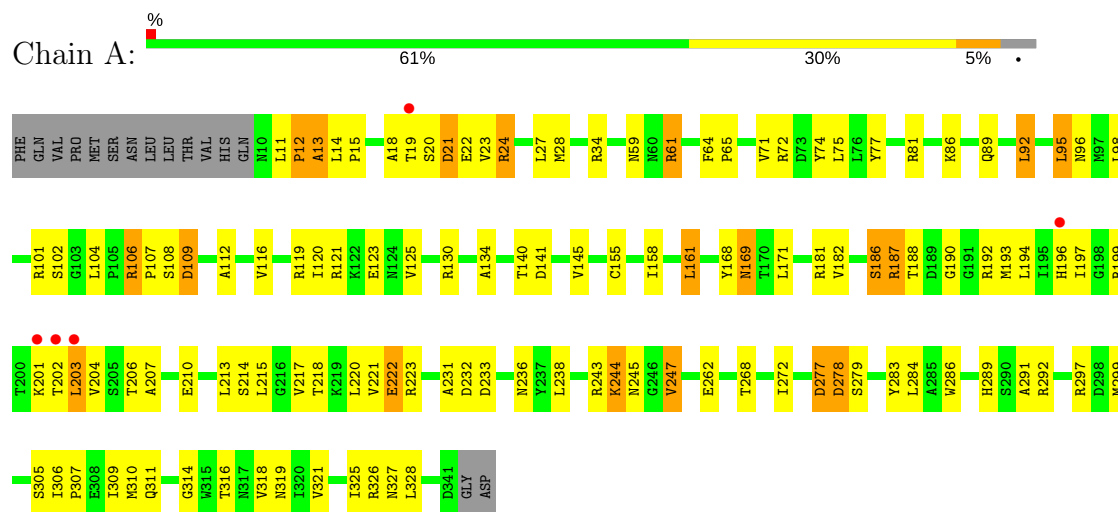 %
Chain A:
61% 30% 5% •
PHE GLN VAL PRO MET SER ASN LEU LEU THR VAL HIS GLN N10 L11 P12 A13 L14 P15 A18 T19 S20 D21 E22 V23 R24 L27 M28 R34 N59 N60 R61 F64 P65 V71 R72 D73 Y74 L75 L76 Y77 R81 K86 Q89 L92 L95 N96 M97 L98
R101 S102 G103 L104 P105 R106 P107 S108 D109 A112 V116 R119 I120 R121 K122 E123 N124 V125 R130 A134 T140 D141 V145 C155 I158 L161 Y168 N169 T170 L171 R181 V182 S186 R187 T188 D189 G190 G191 R192 M193 L194 I195 H196 I197 G198 R199
T200 K201 T202 L203 V204 S205 T206 A207 E210 L213 S214 L215 G216 V217 T218 K219 L220 V221 E222 R223 A231 D232 D233 N236 Y237 L238 R243 K244 N245 G246 V247 E262 T268 I272 D277 D278 S279 Y283 L284 A285 W286 H289 S290 A291 R292 R297 D298 M299
S305 I306 P307 E308 I309 M310 Q311 G314 W315 T316 N317 V318 N319 I320 V321 I325 R326 N327 L328 D341 GLY ASP